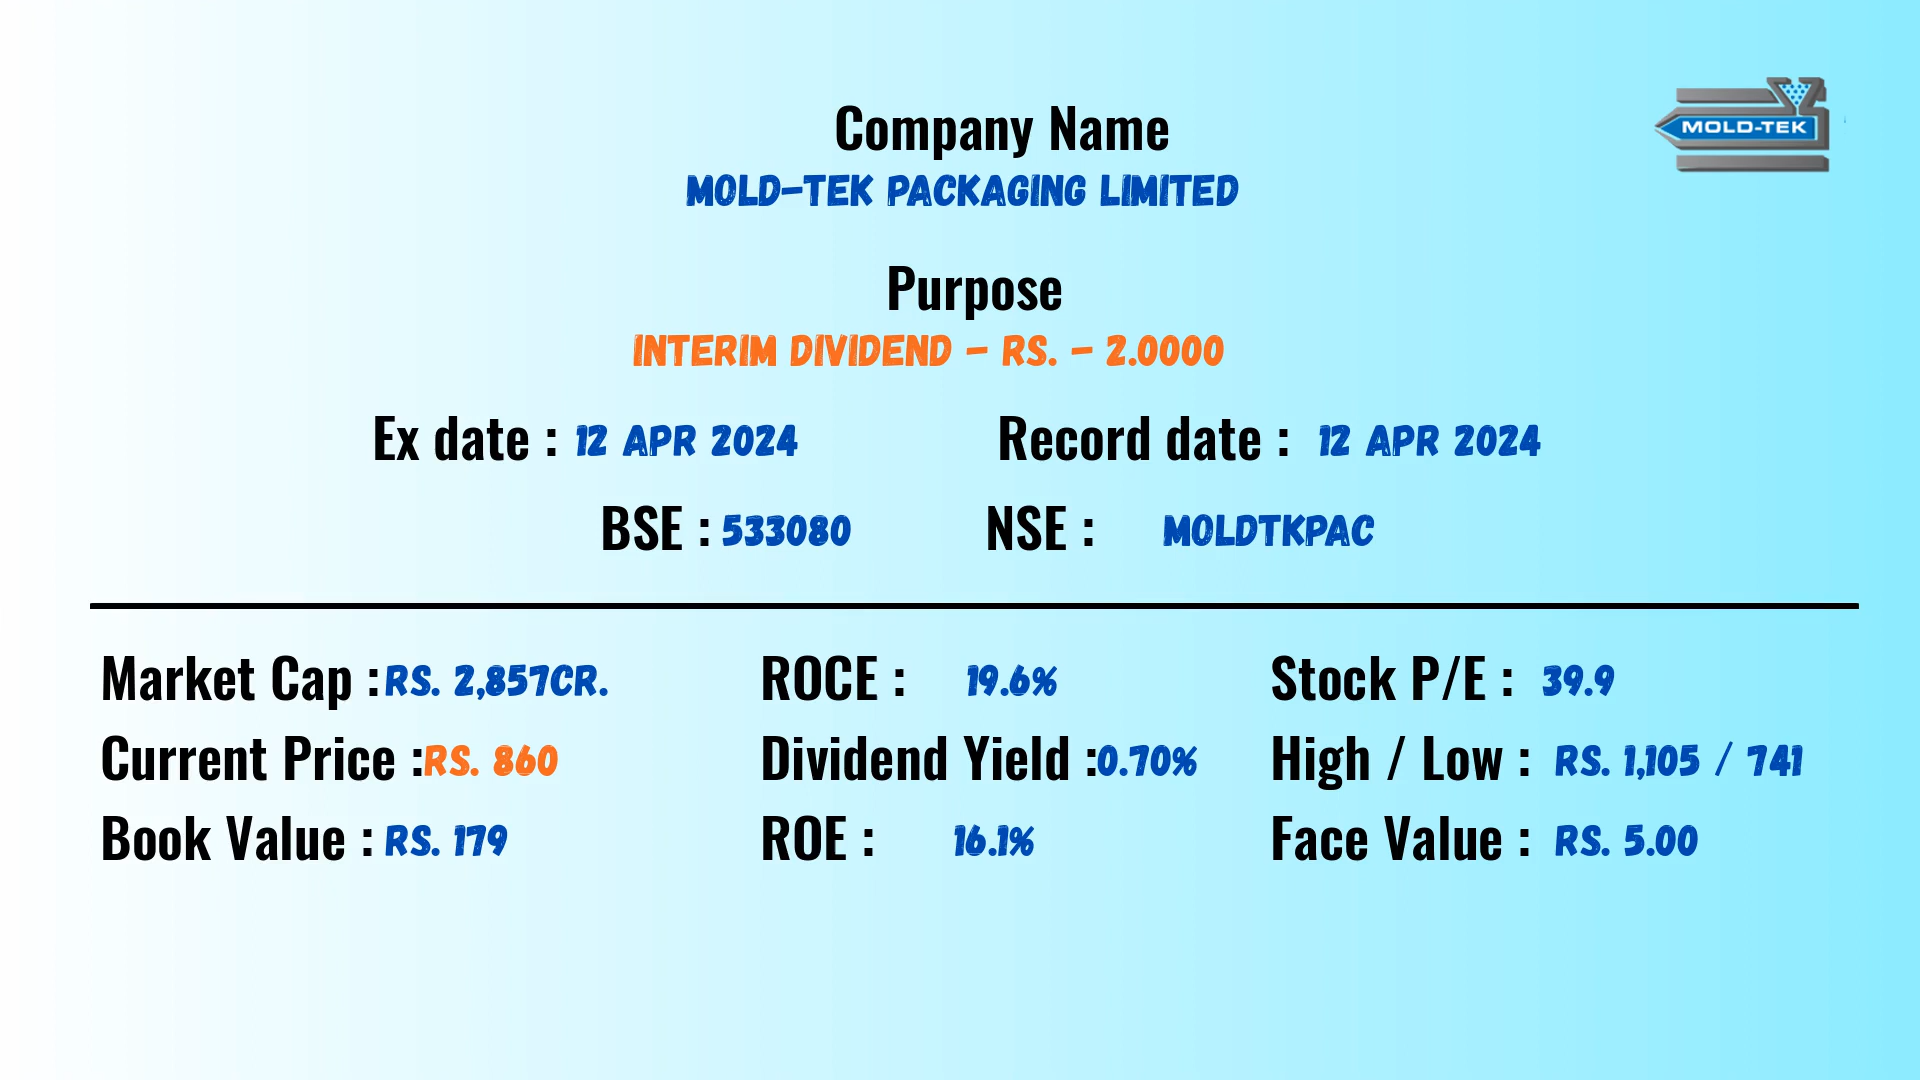 MOLD-TEK
Company Name
MOLD-TEK PACKAGING LIMITED
Purpose
INTERIM DIVIDEND - RS. - 2.0000
Ex date : 12 APR 2024 Record date : 12 APR 2024
BSE : 533080 NSE : MOLDTKPAC
Market Cap : RS. 2,857CR. ROCE : 19.6% Stock P/E : 39.9
Current Price : RS. 860 Dividend Yield : 0.70% High / Low : RS. 1,105 / 741
Book Value : RS. 179 ROE : 16.1% Face Value : RS. 5.00